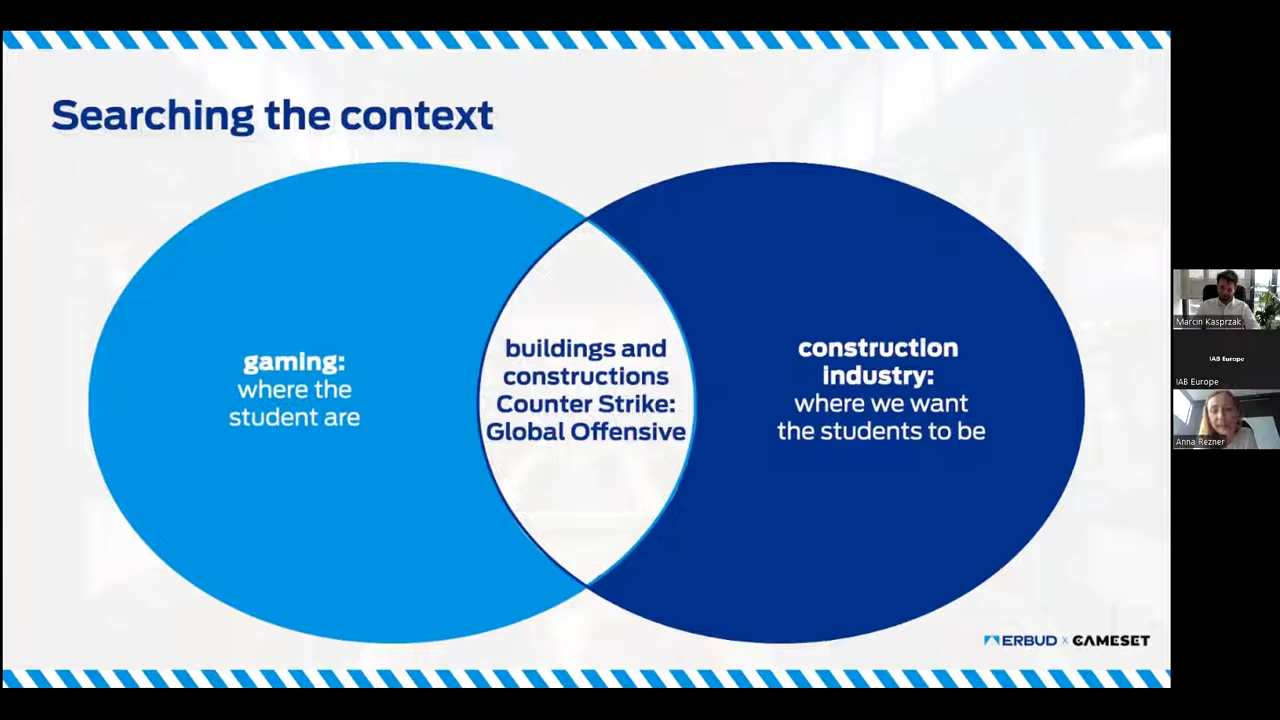 Searching the context
gaming:
where the
student are
buildings and
constructions
Counter Strike:
Global Offensive
construction
industry:
where we want
the students to be
ERBUD x GAMESET
Marcin Kasprzak
IAB Europe
IAB Europe
Anna Rezner